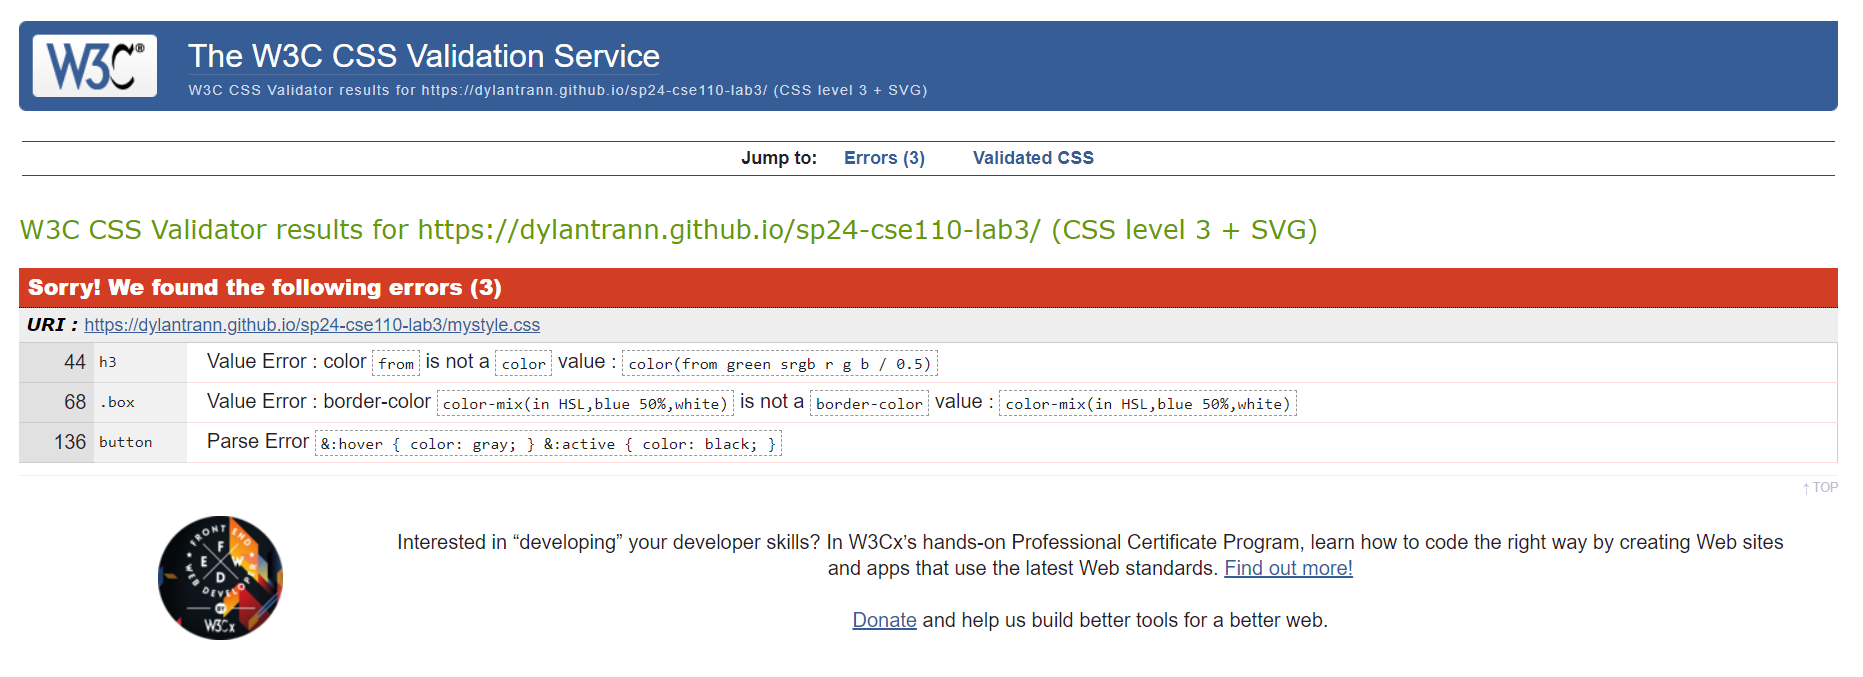 W3C®
The W3C CSS Validation Service
W3C CSS Validator results for https://dylantrann.github.io/sp24-cse110-lab3/ (CSS level 3 + SVG)
Jump to: Errors (3) Validated CSS
W3C CSS Validator results for https://dylantrann.github.io/sp24-cse110-lab3/ (CSS level 3 + SVG)
Sorry! We found the following errors (3)
URI : https://dylantrann.github.io/sp24-cse110-lab3/mystyle.css
44 h3 Value Error : color from is not a color value : color(from green srgb r g b / 0.5)
68 .box Value Error : border-color color-mix(in HSL,blue 50%,white) is not a border-color value : color-mix(in HSL,blue 50%,white)
136 button Parse Error &:hover { color: gray; } &:active { color: black; }
↑ TOP
FRONT END
F
E W
D
WEB DEVELOPER
BY
W3Cx
Interested in “developing” your developer skills? In W3Cx’s hands-on Professional Certificate Program, learn how to code the right way by creating Web sites
and apps that use the latest Web standards. Find out more!
Donate and help us build better tools for a better web.